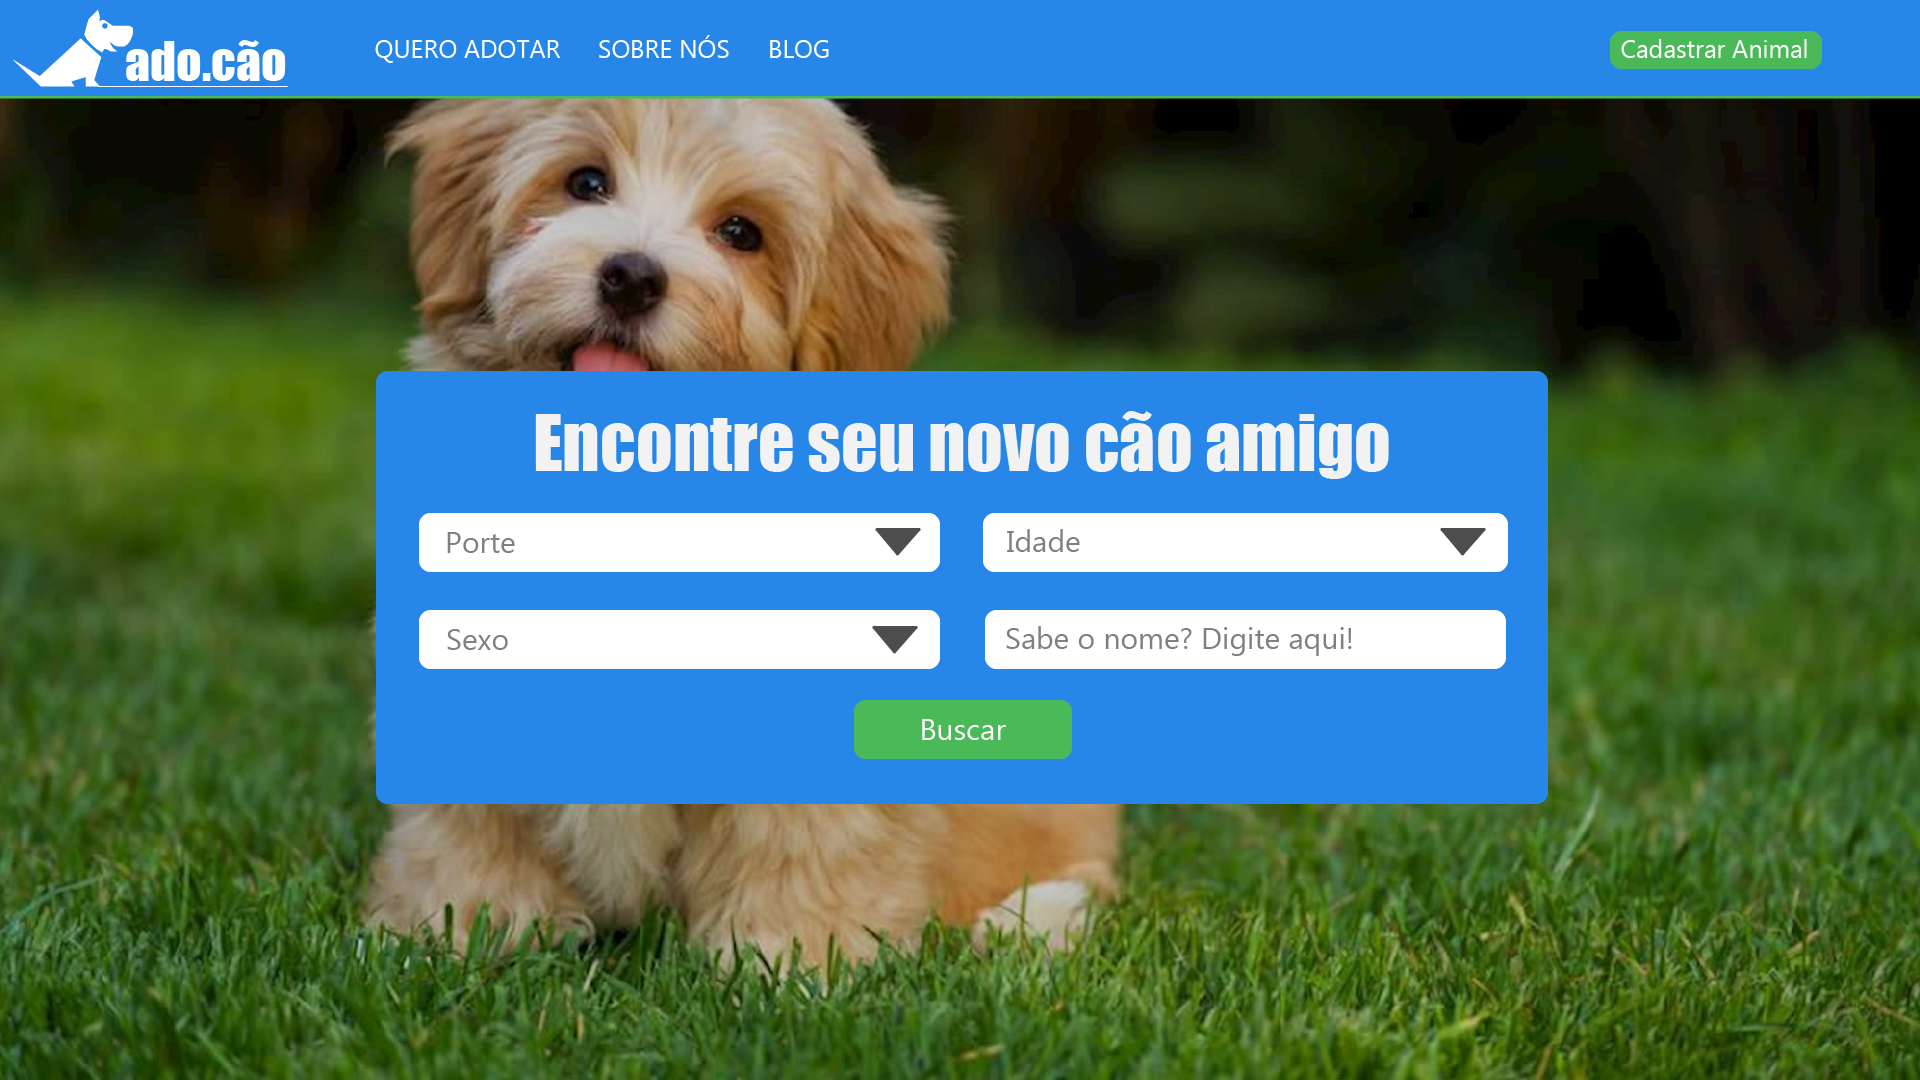 ado.cão
QUERO ADOTAR
SOBRE NÓS
BLOG
Cadastrar Animal
Encontre seu novo cão amigo
Porte
Idade
Sexo
Sabe o nome? Digite aqui!
Buscar